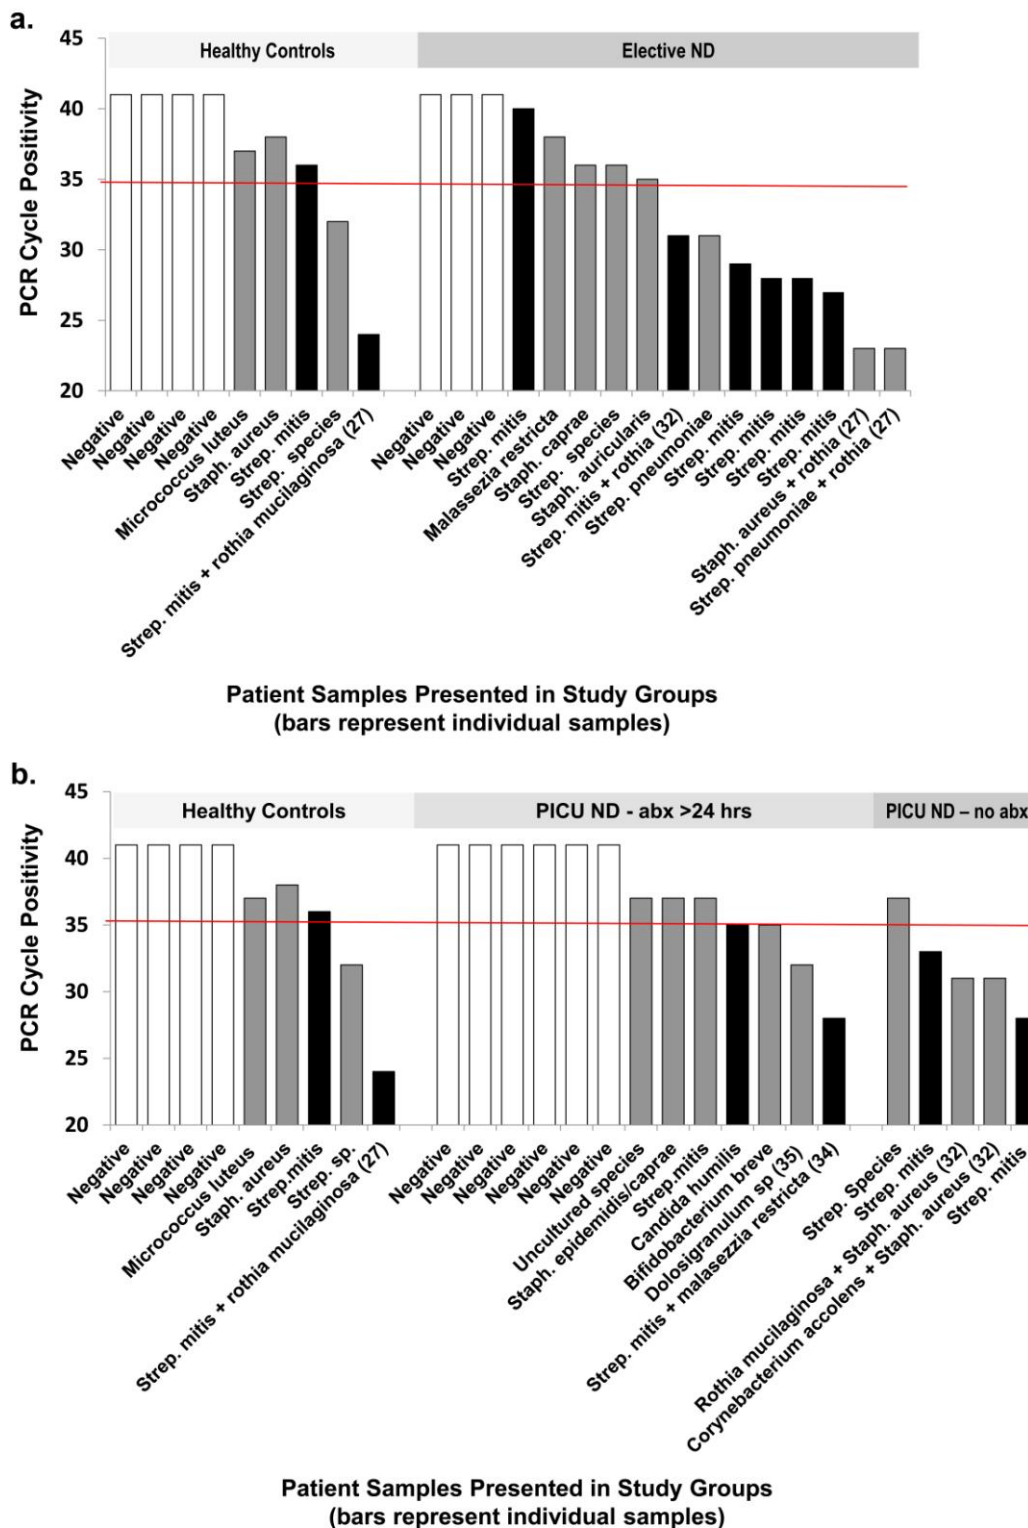 a.
45
40
35
30
25
20
PCR Cycle Positivity
Healthy Controls
Elective ND
Negative
Negative
Negative
Negative
Micrococcus luteus
Staph. aureus
Strep. mitis
Strep. species
Strep. mitis + rothia mucilaginosa (27)
Negative
Negative
Negative
Strep. mitis
Malassezia restricta
Staph. caprae
Strep. species
Staph. auricularis
Strep. mitis + rothia (32)
Strep. pneumoniae
Strep. mitis
Strep. mitis
Strep. mitis
Strep. mitis
Staph. aureus + rothia (27)
Strep. pneumoniae + rothia (27)
Patient Samples Presented in Study Groups
(bars represent individual samples)
b.
45
40
35
30
25
20
PCR Cycle Positivity
Healthy Controls
PICU ND - abx >24 hrs
PICU ND – no abx
Negative
Negative
Negative
Negative
Micrococcus luteus
Staph. aureus
Strep.mitis
Strep. sp.
Strep. mitis + rothia mucilaginosa (27)
Negative
Negative
Negative
Negative
Negative
Negative
Uncultured species
Staph. epidemidis/caprae
Strep.mitis
Candida humilis
Bifidobacterium breve
Dolosigranulum sp (35)
Strep. mitis + malasezzia restricta (34)
Strep. Species
Strep. mitis
Rothia mucilaginosa + Staph. aureus (32)
Corynebacterium accolens + Staph. aureus (32)
Strep. mitis
Patient Samples Presented in Study Groups
(bars represent individual samples)